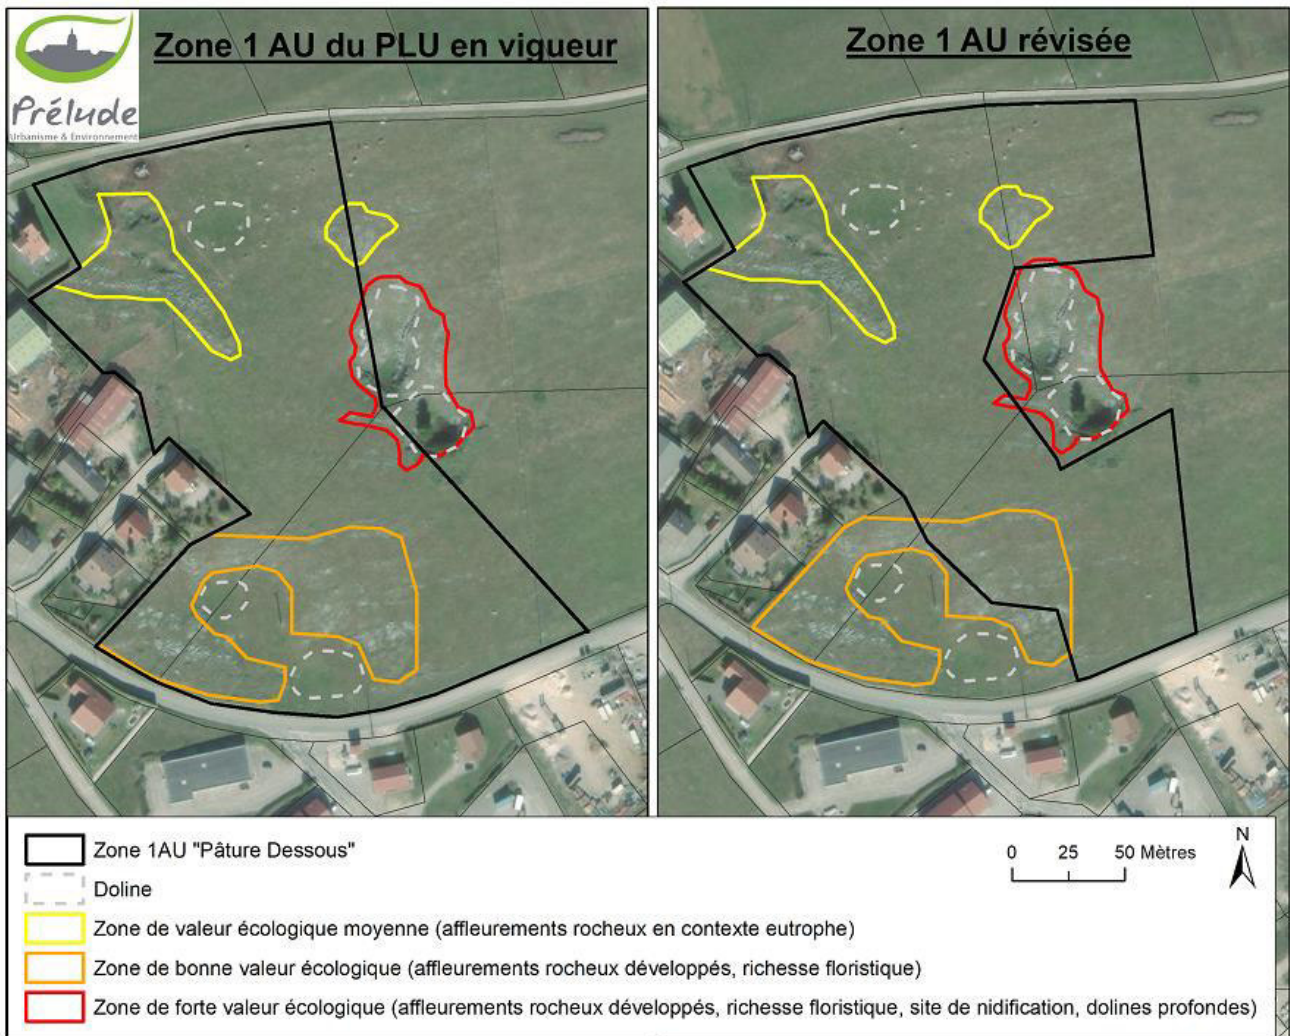 Prélude
Urbanisme & Environnement
Zone 1 AU du PLU en vigueur
Zone 1 AU révisée
Zone 1AU "Pâture Dessous"
Doline
Zone de valeur écologique moyenne (affleurements rocheux en contexte eutrophe)
Zone de bonne valeur écologique (affleurements rocheux développés, richesse floristique)
Zone de forte valeur écologique (affleurements rocheux développés, richesse floristique, site de nidification, dolines profondes)
0 25 50 Mètres
N